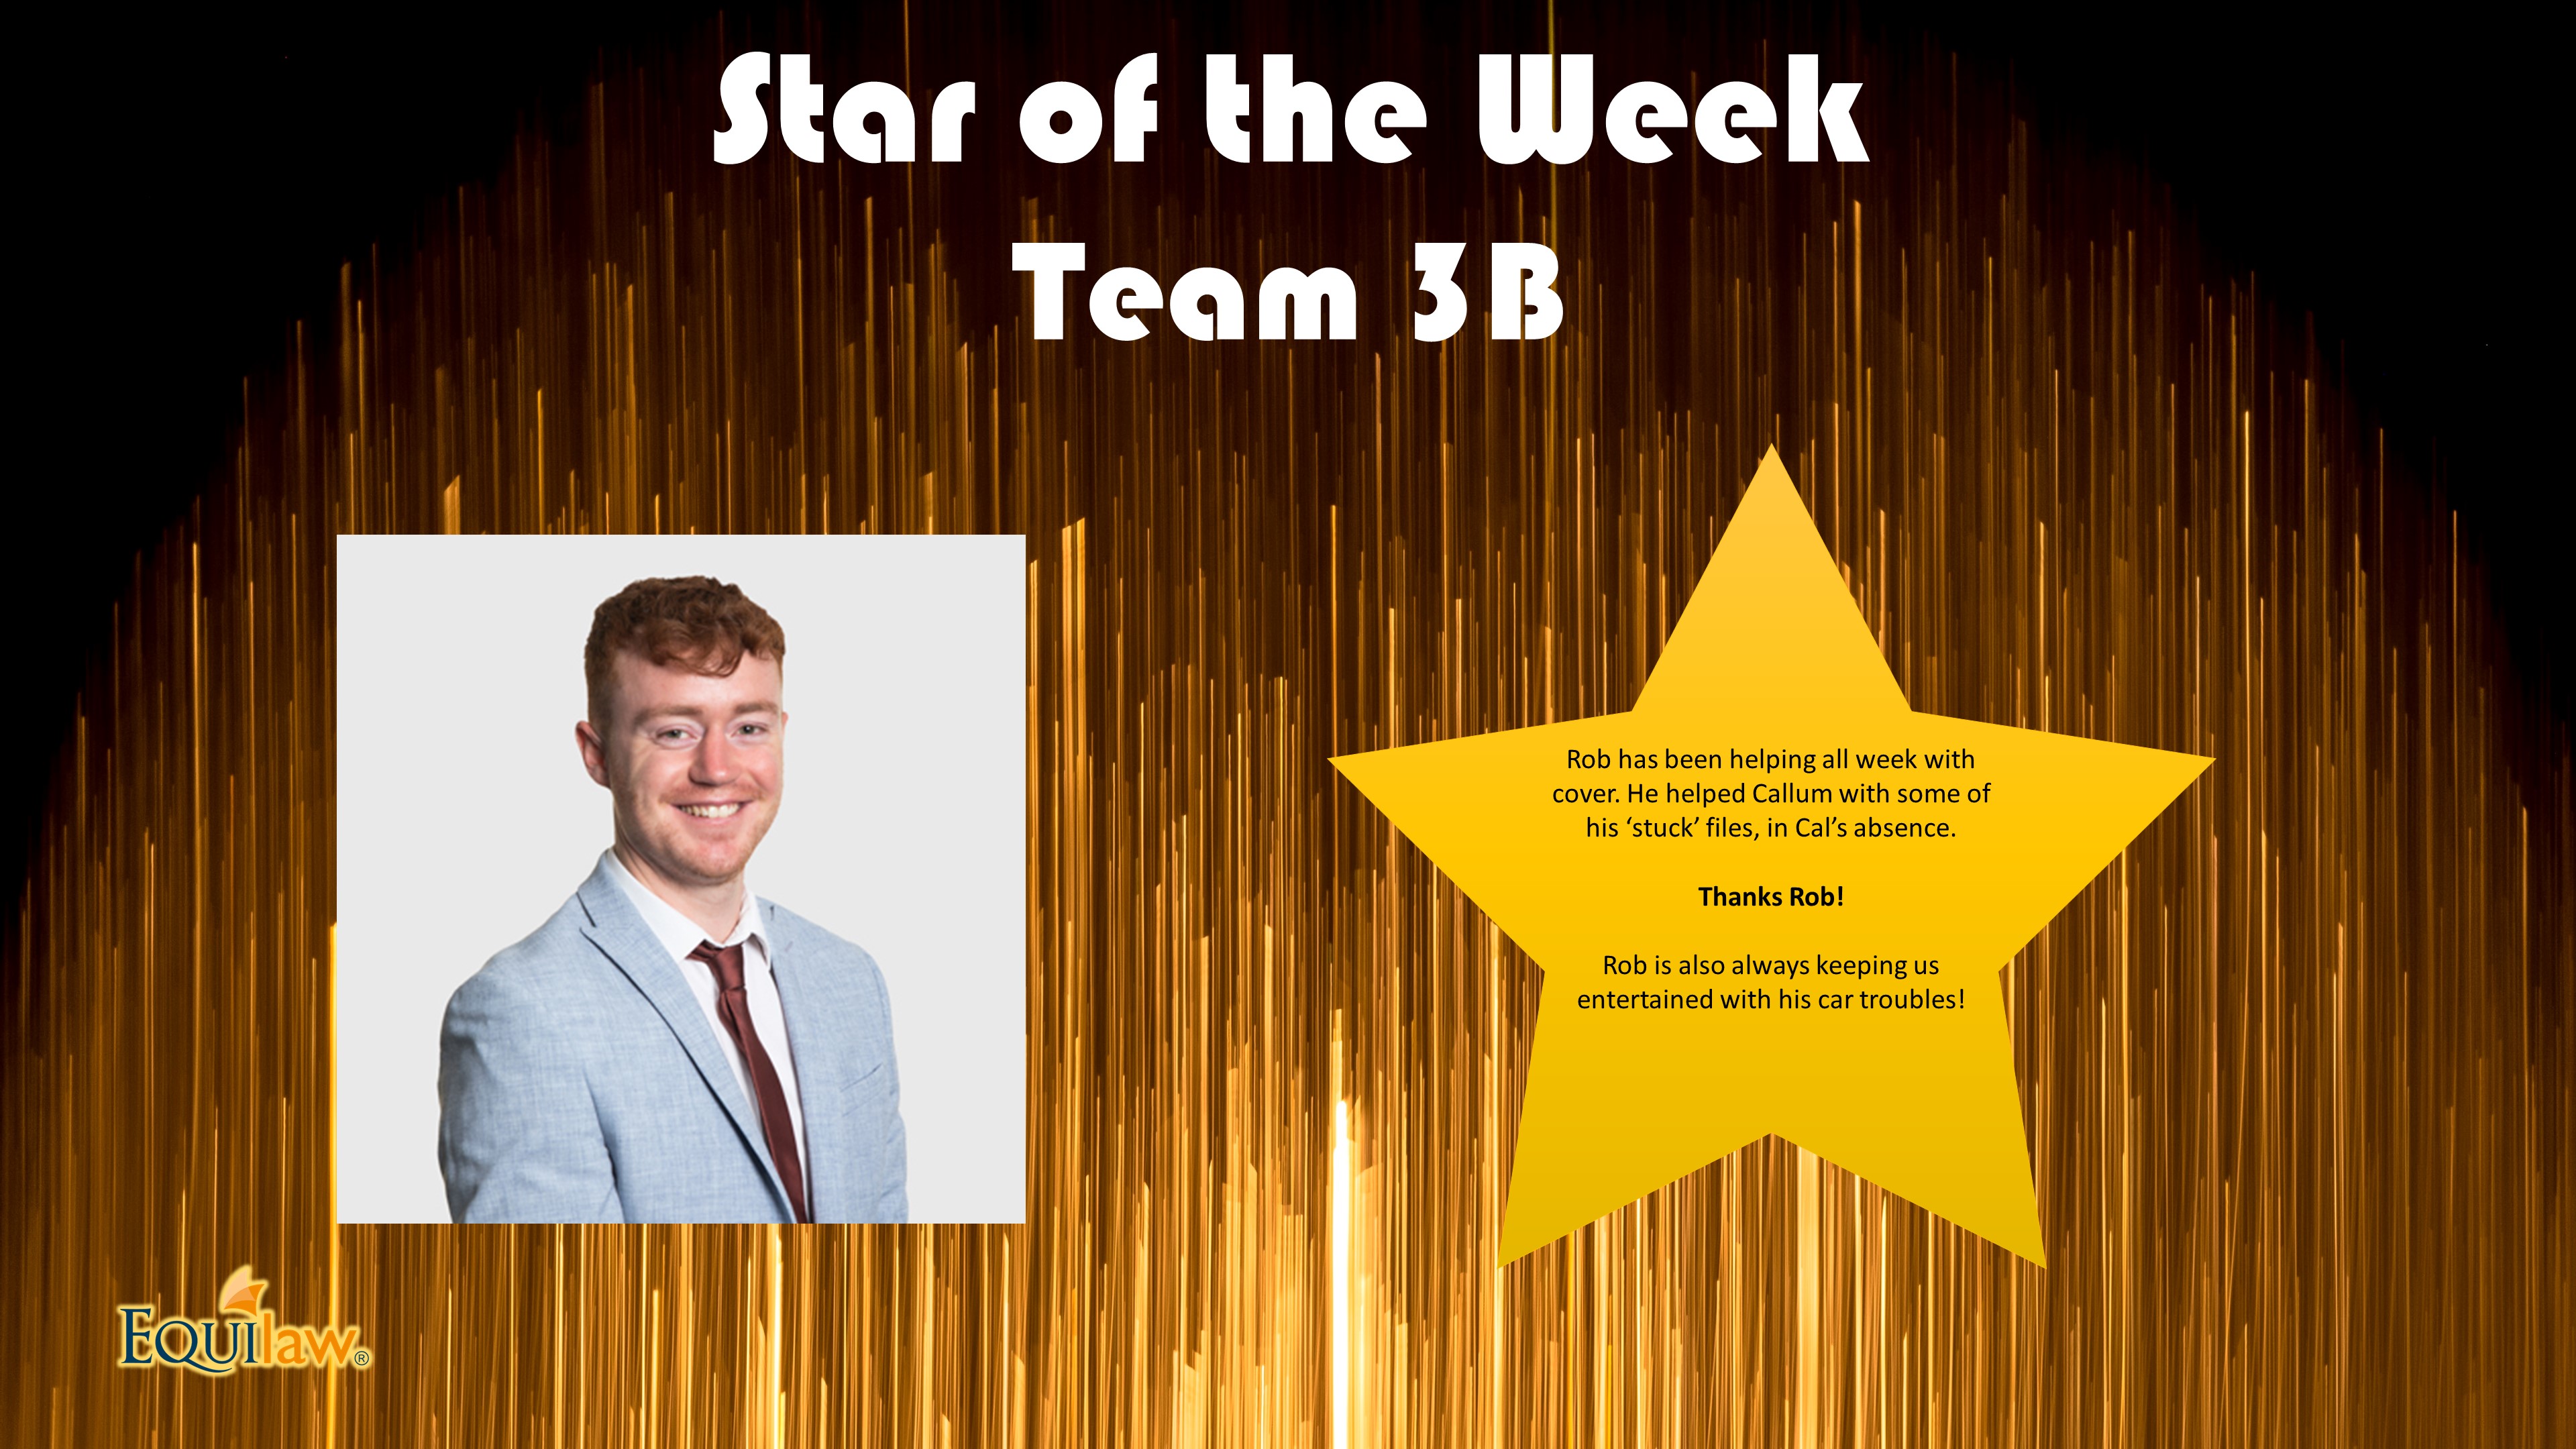 Star of the Week
Team 3B
Rob has been helping all week with
cover. He helped Callum with some of
his ‘stuck’ files, in Cal’s absence.
Thanks Rob!
Rob is also always keeping us
entertained with his car troubles!
EQUIlaw®